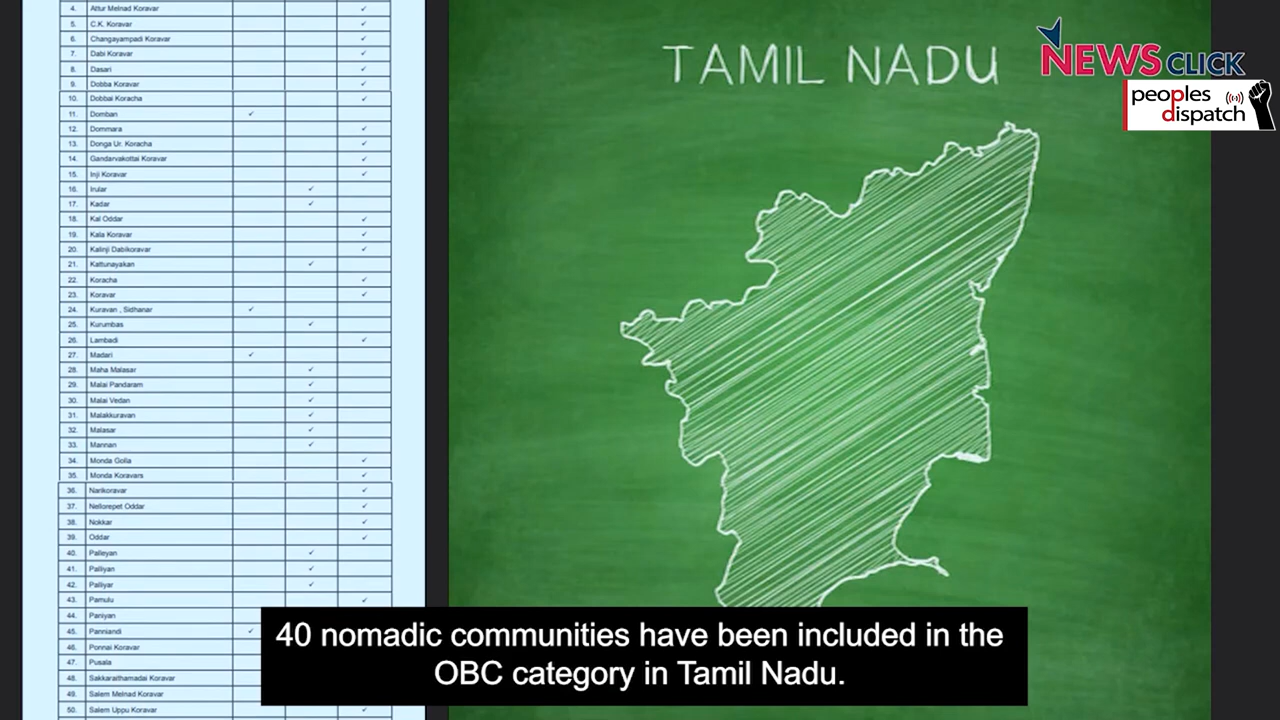 4. Attur Melnad Koravar ✓
5. C.K. Koravar ✓
6. Changayampadi Koravar ✓
7. Dabi Koravar ✓
8. Dasari ✓
9. Dobba Koravar ✓
10. Dobbai Koracha ✓
11. Domban ✓
12. Dommara ✓
13. Donga Ur. Koracha ✓
14. Gandarvakottai Koravar ✓
15. Inji Koravar ✓
16. Irular ✓
17. Kadar ✓
18. Kal Oddar ✓
19. Kala Koravar ✓
20. Kalinji Dabikoravar ✓
21. Kattunayakan ✓
22. Koracha ✓
23. Koravar ✓
24. Kuravan , Sidhanar ✓
25. Kurumbas ✓
26. Lambadi ✓
27. Madari ✓
28. Maha Malasar ✓
29. Malai Pandaram ✓
30. Malai Vedan ✓
31. Malakkuravan ✓
32. Malasar ✓
33. Mannan ✓
34. Monda Golla ✓
35. Monda Koravars ✓
36. Narikoravar ✓
37. Nellorepet Oddar ✓
38. Nokkar ✓
39. Oddar ✓
40. Palleyan ✓
41. Palliyan ✓
42. Palliyar ✓
43. Pamulu ✓
44. Paniyan
45. Panniandi ✓
46. Ponnai Koravar
47. Pusala
48. Sakkaraithamadai Koravar
49. Salem Melnad Koravar
50. Salem Uppu Koravar ✓
TAMIL NADU
NEWSCLICK
peoples
dispatch
40 nomadic communities have been included in the
OBC category in Tamil Nadu.